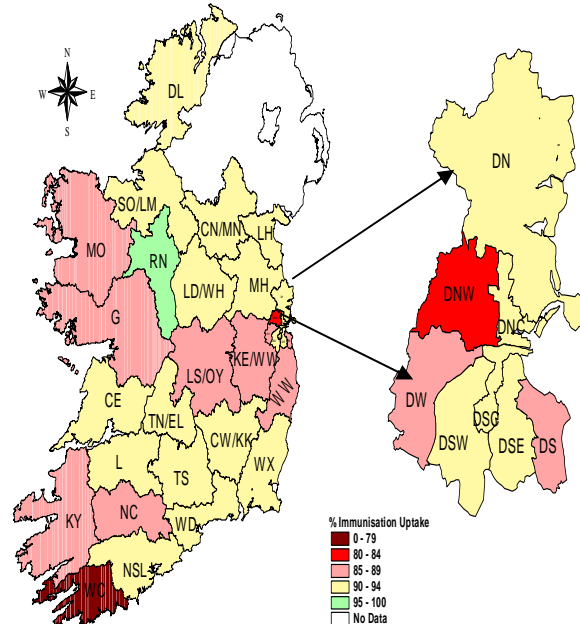 N
W E
S
DL
SO/LM
CN/MN
MO
RN
LH
LD/WH
MH
G
LS/OY
KE/WW
WW
CE
TN/EL
CW/KK
L
TS
WX
KY
NC
WD
NSL
WC
DN
DNW
DNC
DW
DSC
DSW
DSE
DS
% Immunisation Uptake
0 - 79
80 - 84
85 - 89
90 - 94
95 - 100
No Data